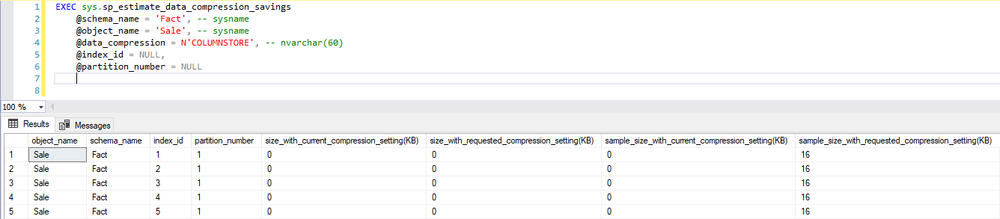 1 EXEC sys.sp_estimate_data_compression_savings
2 @schema_name = 'Fact', -- sysname
3 @object_name = 'Sale', -- sysname
4 @data_compression = N'COLUMNSTORE', -- nvarchar(60)
5 @index_id = NULL,
6 @partition_number = NULL
7
8
100 %
Results Messages
object_name schema_name index_id partition_number size_with_current_compression_setting(KB) size_with_requested_compression_setting(KB) sample_size_with_current_compression_setting(KB) sample_size_with_requested_compression_setting(KB)
1 Sale Fact 1 1 0 0 0 16
2 Sale Fact 2 1 0 0 0 16
3 Sale Fact 3 1 0 0 0 16
4 Sale Fact 4 1 0 0 0 16
5 Sale Fact 5 1 0 0 0 16